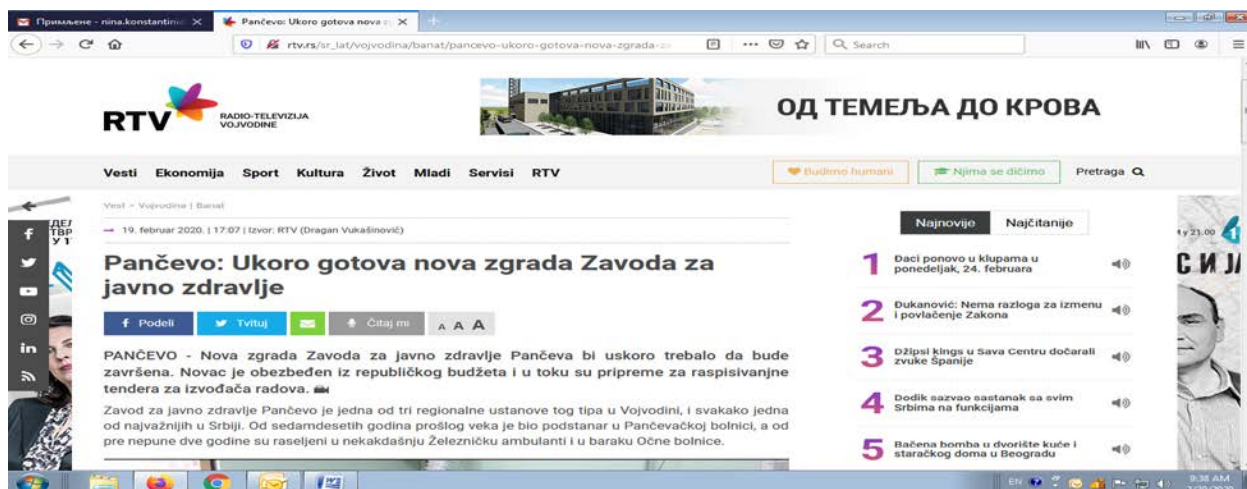 Примљене - nina.konstantini
Pančevo: Ukoro gotova nova z
rtv.rs/sr_lat/vojvodina/banat/pancevo-ukoro-gotova-nova-zgrada-z
Search
RTV
RADIO-TELEVIZIJA
VOJVODINE
ОД ТЕМЕЉА ДО КРОВА
Vesti Ekonomija Sport Kultura Život Mladi Servisi RTV
Budimo humani
Njima se dičimo
Pretraga
Vesti > Vojvodina | Banat
19. februar 2020. | 17:07 | Izvor: RTV (Dragan Vukašinović)
Pančevo: Ukoro gotova nova zgrada Zavoda za
javno zdravlje
Podeli
Tvituj
Čitaj mi
A A A
PANČEVO - Nova zgrada Zavoda za javno zdravlje Pančeva bi uskoro trebalo da bude
završena. Novac je obezbeđen iz republičkog budžeta i u toku su pripreme za raspisivanjne
tendera za izvođača radova.
Zavod za javno zdravlje Pančevo je jedna od tri regionalne ustanove tog tipa u Vojvodini, i svakako jedna
od najvažnijih u Srbiji. Od sedamdesetih godina prošlog veka je bio podstanar u Pančevačkoj bolnici, a od
pre nepune dve godine su raseljeni u nekakdašnju Železničku ambulanti i u baraku Očne bolnice.
Najnovije Najčitanije
1 Đaci ponovo u klupama u
ponedeljak, 24. februara
2 Đukanović: Nema razloga za izmenu
i povlačenje Zakona
3 Džipsi kings u Sava Centru dočarali
zvuke Španije
4 Dodik sazvao sastanak sa svim
Srbima na funkcijama
5 Bačena bomba u dvorište kuće i
staračkog doma u Beogradu
21.00
EN
9:38 AM